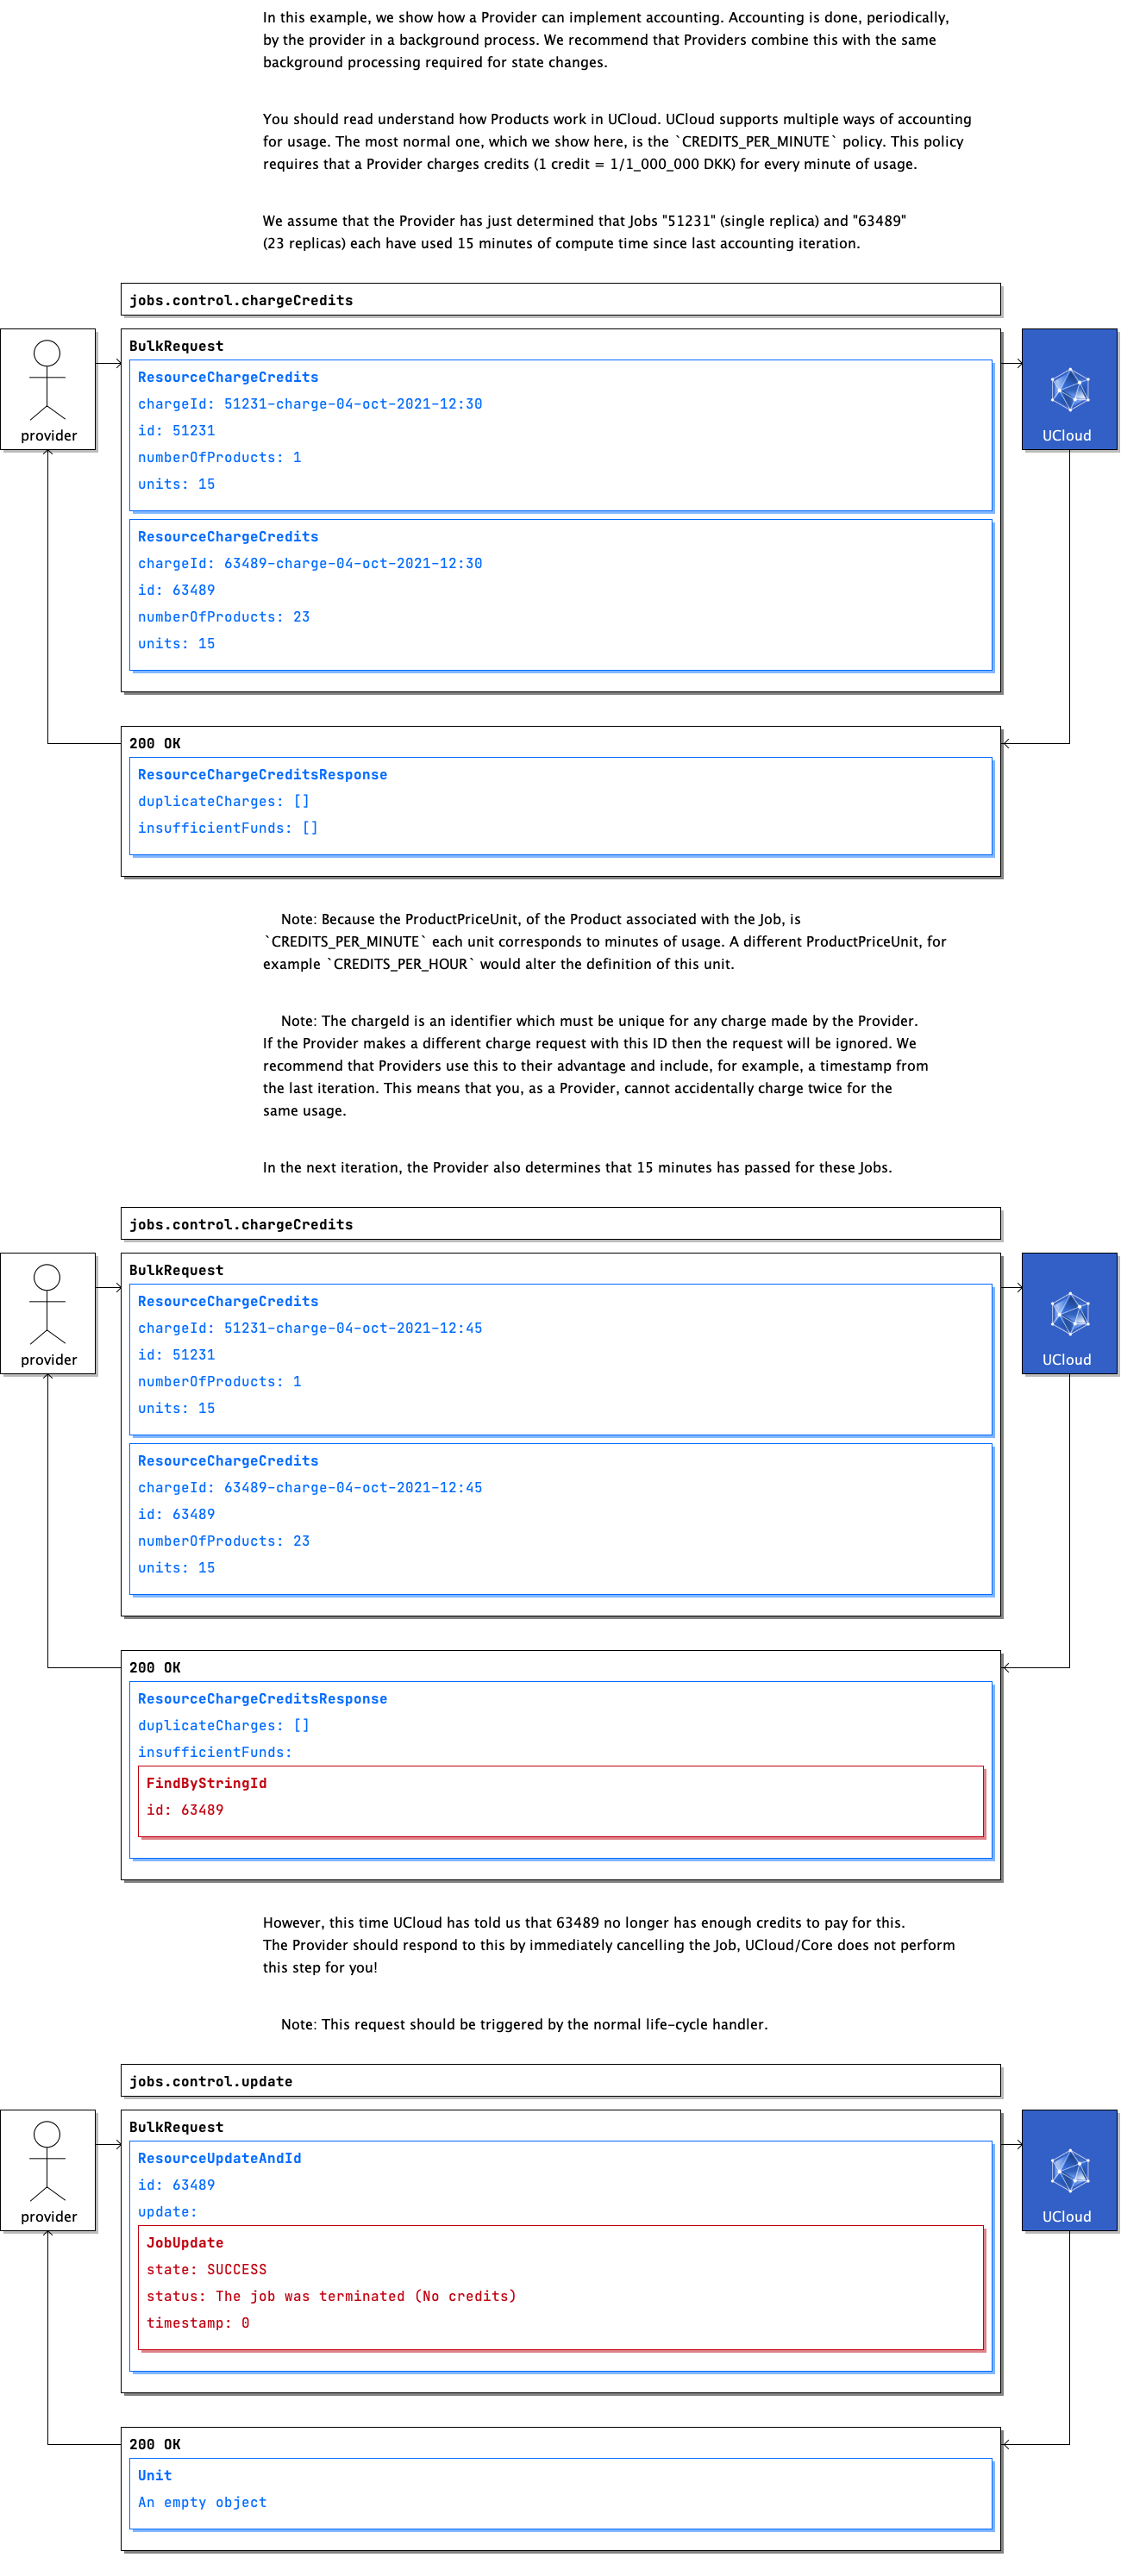 In this example, we show how a Provider can implement accounting. Accounting is done, periodically,
by the provider in a background process. We recommend that Providers combine this with the same
background processing required for state changes.
You should read understand how Products work in UCloud. UCloud supports multiple ways of accounting
for usage. The most normal one, which we show here, is the `CREDITS_PER_MINUTE` policy. This policy
requires that a Provider charges credits (1 credit = 1/1_000_000 DKK) for every minute of usage.
We assume that the Provider has just determined that Jobs "51231" (single replica) and "63489"
(23 replicas) each have used 15 minutes of compute time since last accounting iteration.
jobs.control.chargeCredits
provider
BulkRequest
ResourceChargeCredits
chargeId: 51231-charge-04-oct-2021-12:30
id: 51231
numberOfProducts: 1
units: 15
ResourceChargeCredits
chargeId: 63489-charge-04-oct-2021-12:30
id: 63489
numberOfProducts: 23
units: 15
UCloud
200 OK
ResourceChargeCreditsResponse
duplicateCharges: []
insufficientFunds: []
Note: Because the ProductPriceUnit, of the Product associated with the Job, is
`CREDITS_PER_MINUTE` each unit corresponds to minutes of usage. A different ProductPriceUnit, for
example `CREDITS_PER_HOUR` would alter the definition of this unit.
Note: The chargeId is an identifier which must be unique for any charge made by the Provider.
If the Provider makes a different charge request with this ID then the request will be ignored. We
recommend that Providers use this to their advantage and include, for example, a timestamp from
the last iteration. This means that you, as a Provider, cannot accidentally charge twice for the
same usage.
In the next iteration, the Provider also determines that 15 minutes has passed for these Jobs.
jobs.control.chargeCredits
provider
BulkRequest
ResourceChargeCredits
chargeId: 51231-charge-04-oct-2021-12:45
id: 51231
numberOfProducts: 1
units: 15
ResourceChargeCredits
chargeId: 63489-charge-04-oct-2021-12:45
id: 63489
numberOfProducts: 23
units: 15
UCloud
200 OK
ResourceChargeCreditsResponse
duplicateCharges: []
insufficientFunds:
FindByStringId
id: 63489
However, this time UCloud has told us that 63489 no longer has enough credits to pay for this.
The Provider should respond to this by immediately cancelling the Job, UCloud/Core does not perform
this step for you!
Note: This request should be triggered by the normal life-cycle handler.
jobs.control.update
provider
BulkRequest
ResourceUpdateAndId
id: 63489
update:
JobUpdate
state: SUCCESS
status: The job was terminated (No credits)
timestamp: 0
UCloud
200 OK
Unit
An empty object